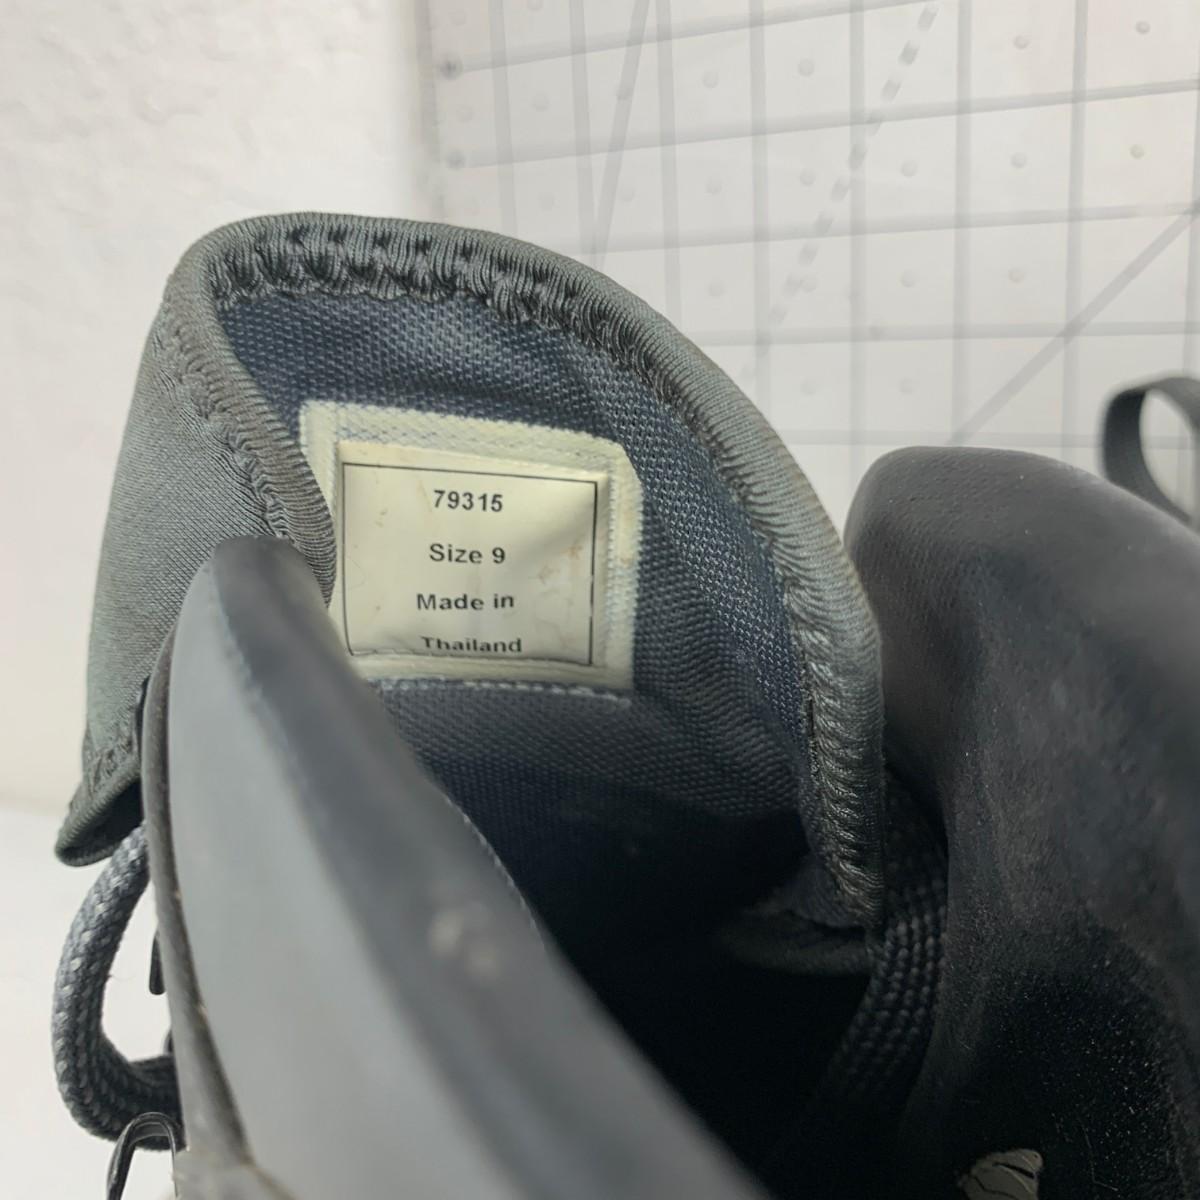 79315
Size 9
Made in
Thailand